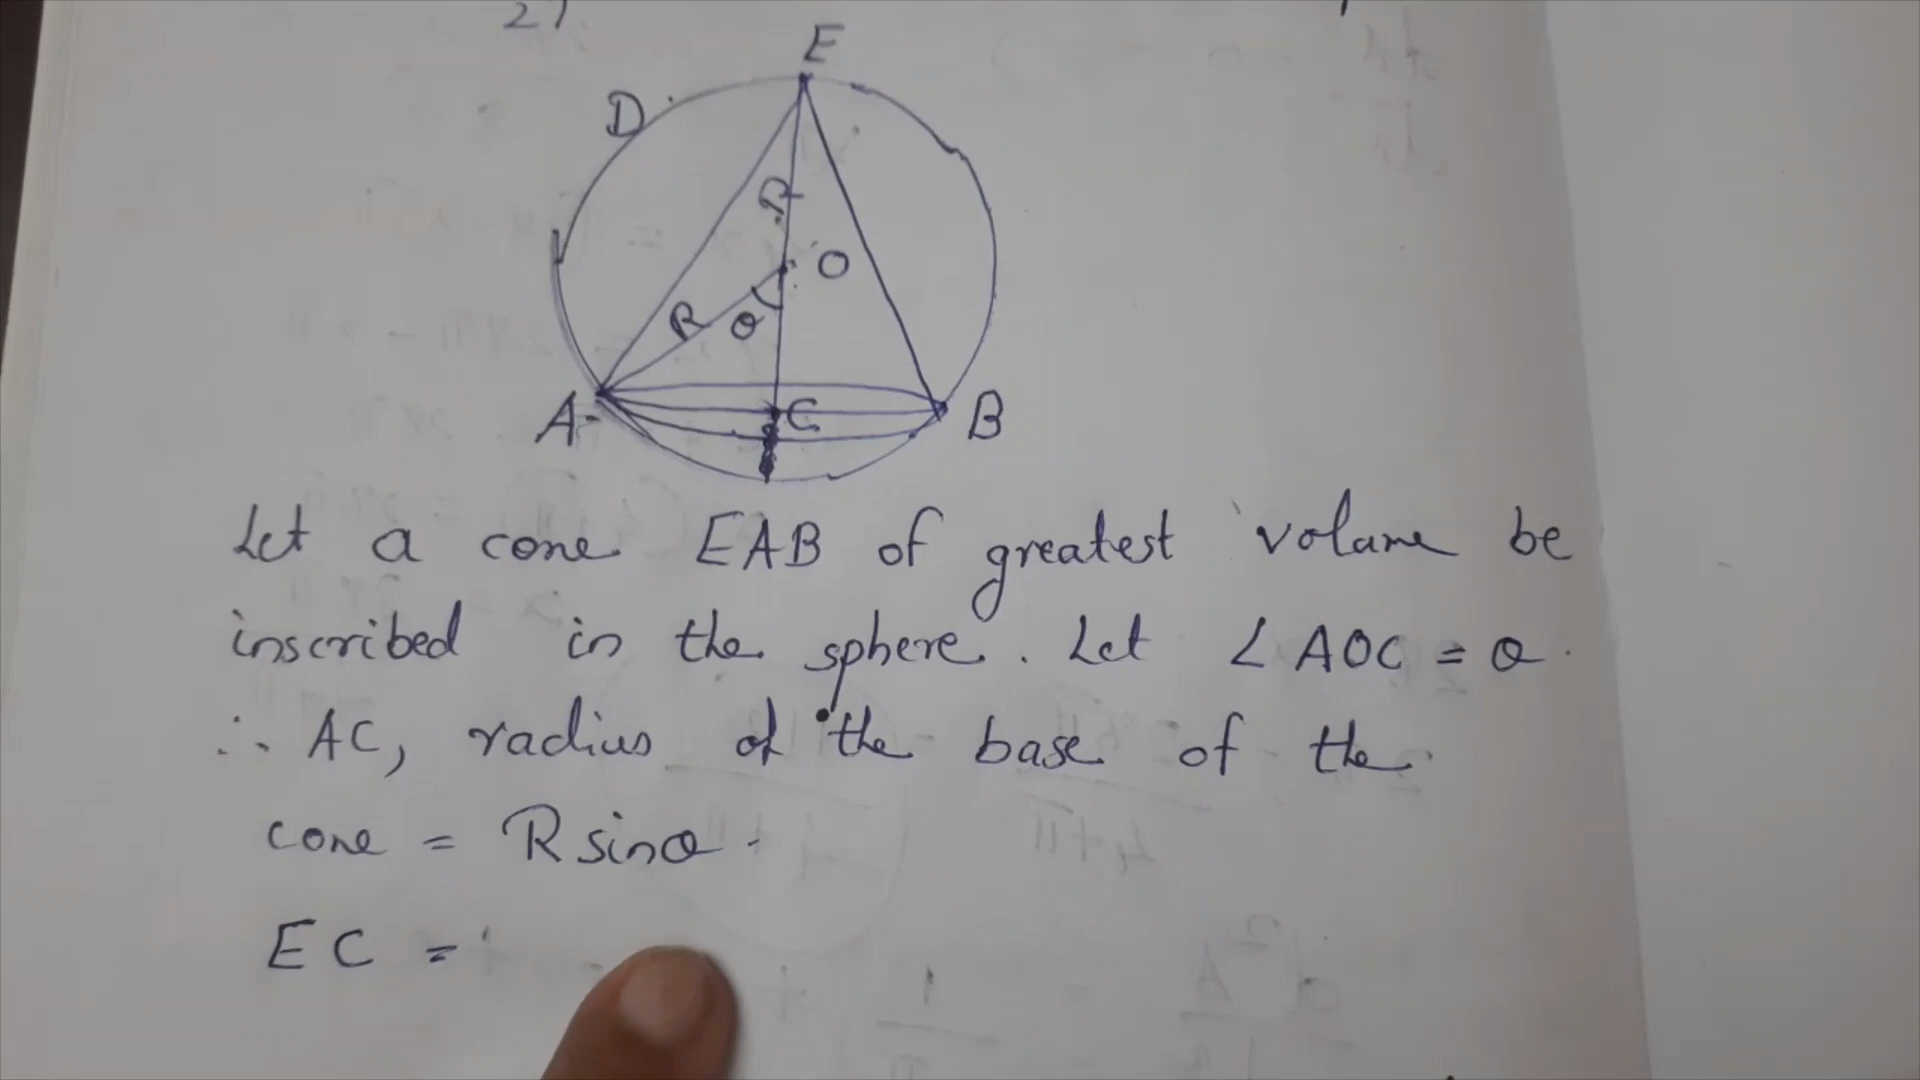 27
E
D
R
O
R θ
A C B
Let a cone EAB of greatest volume be
inscribed in the sphere. Let ∠AOC = θ.
∴ AC, radius of the base of the
cone = R sinθ.
EC =